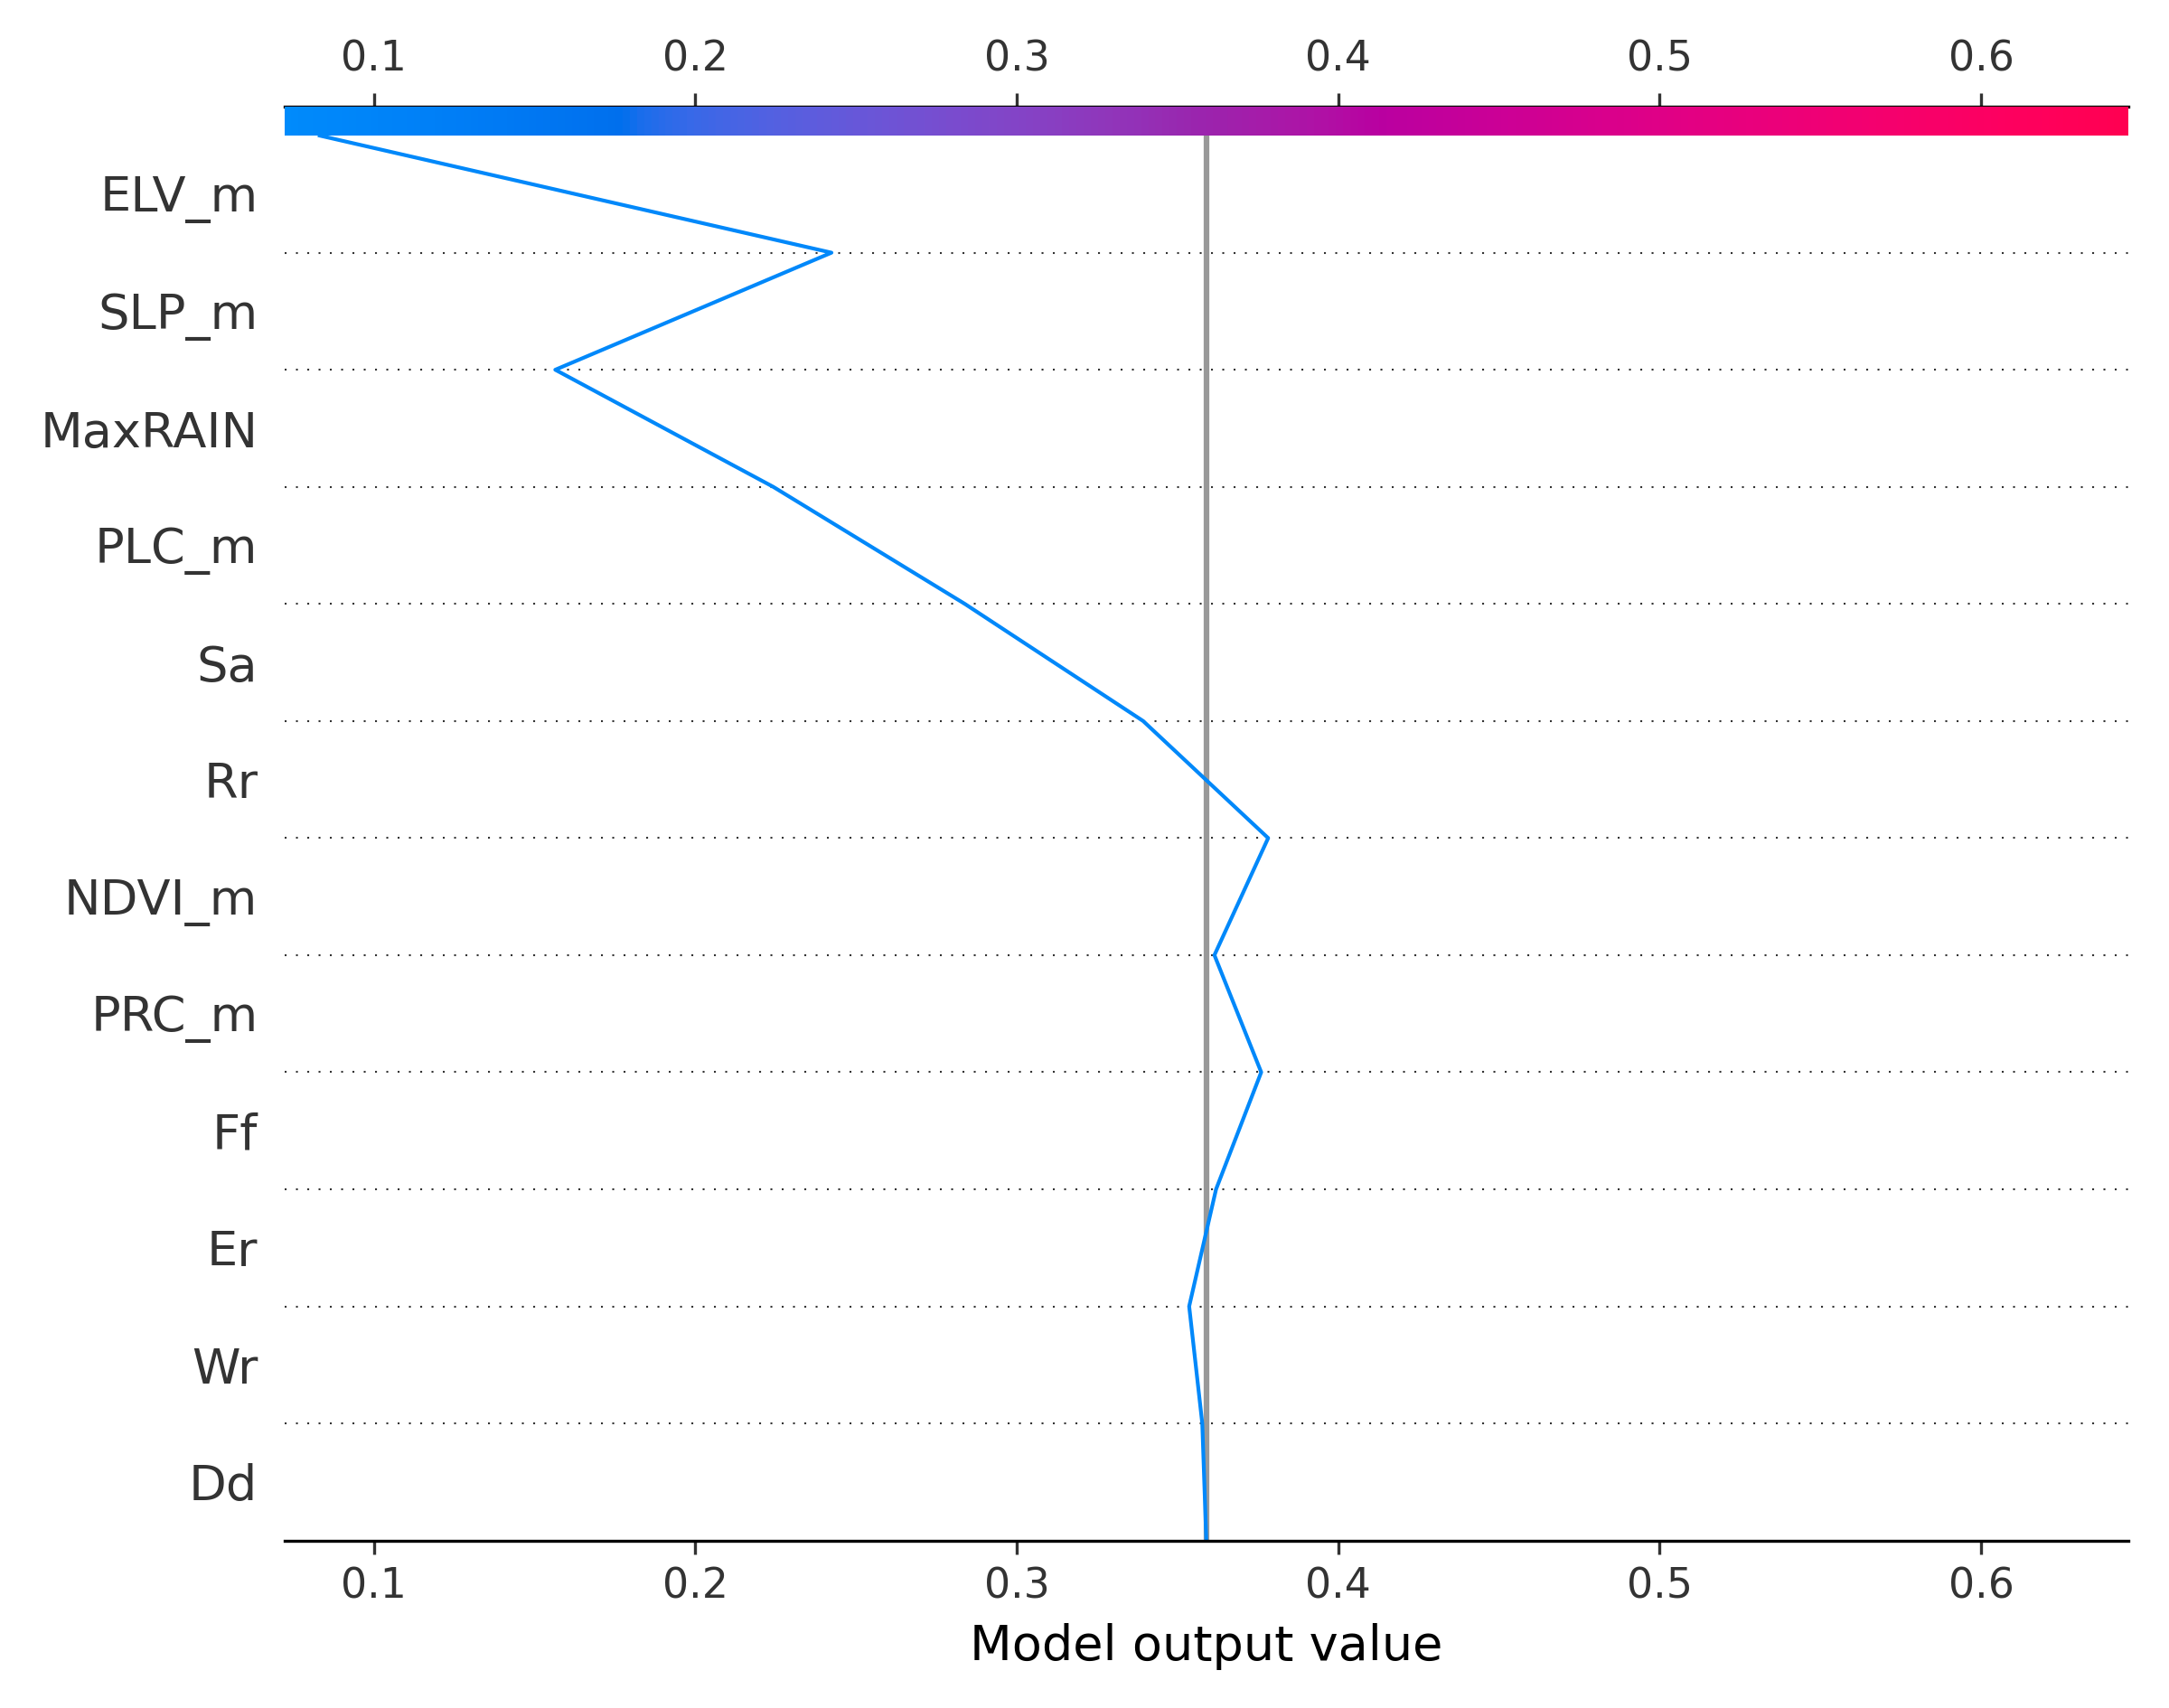 0.1 0.2 0.3 0.4 0.5 0.6
ELV_m
SLP_m
MaxRAIN
PLC_m
Sa
Rr
NDVI_m
PRC_m
Ff
Er
Wr
Dd
0.1 0.2 0.3 0.4 0.5 0.6
Model output value